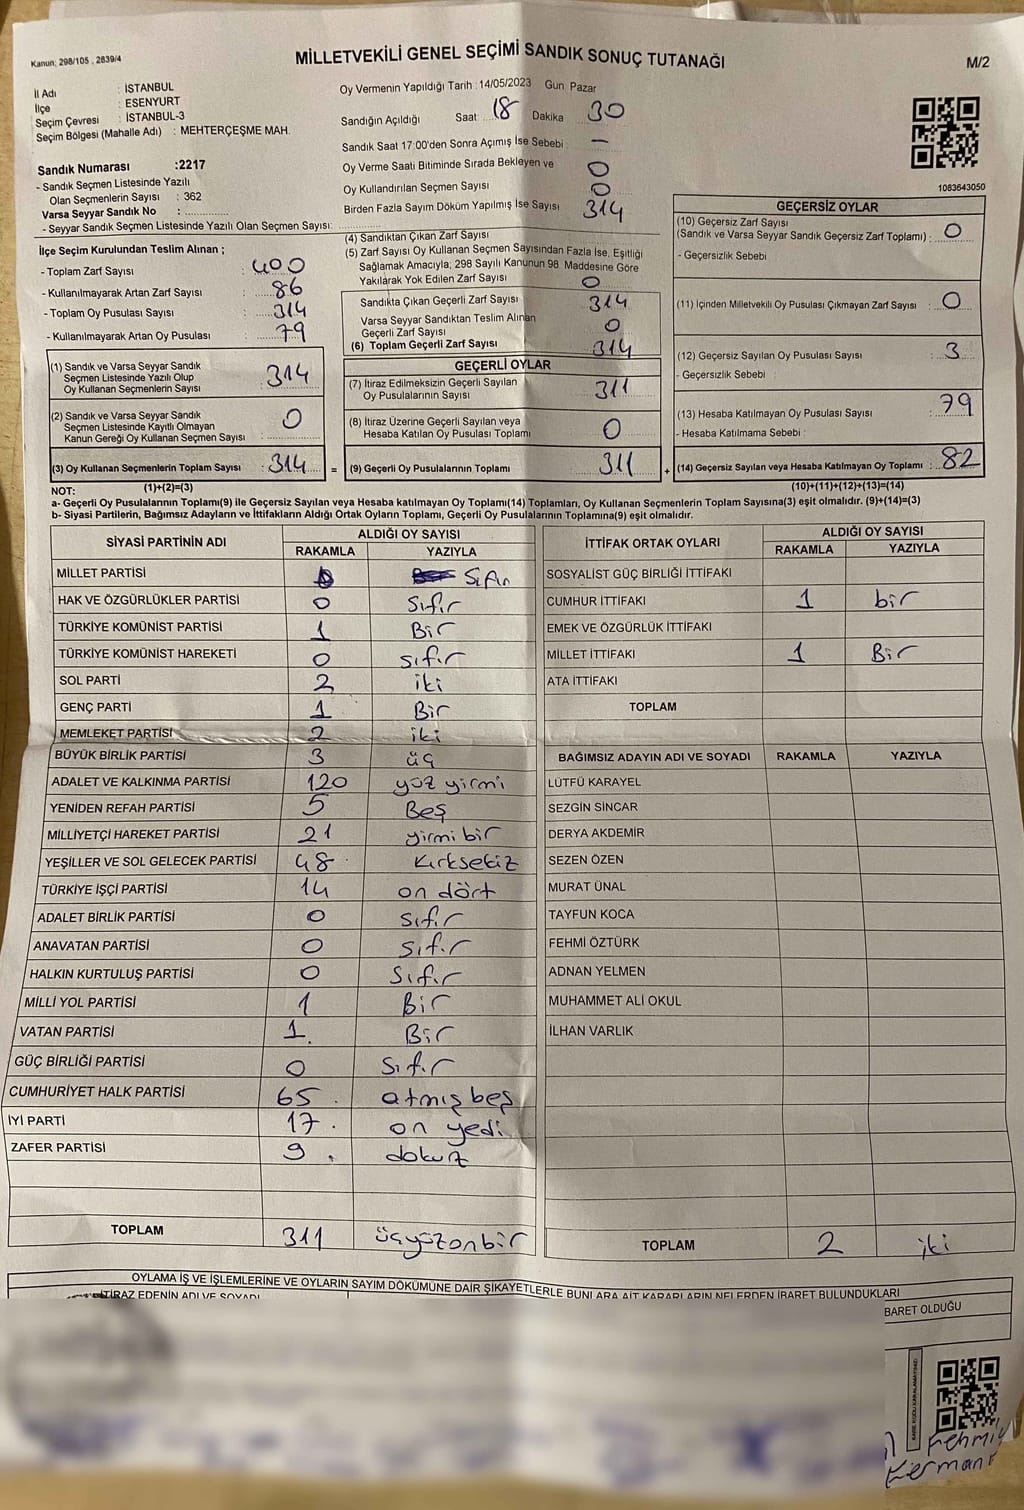 Kanun; 298/105 , 2839/4
MİLLETVEKİLİ GENEL SEÇİMİ SANDIK SONUÇ TUTANAĞI
M/2
İl Adı : İSTANBUL
İlçe : ESENYURT
Seçim Çevresi : İSTANBUL-3
Seçim Bölgesi (Mahalle Adı) : MEHTERÇEŞME MAH.
Sandık Numarası :2217
- Sandık Seçmen Listesinde Yazılı
Olan Seçmenlerin Sayısı : 362
Varsa Seyyar Sandık No : ..............
- Seyyar Sandık Seçmen Listesinde Yazılı Olan Seçmen Sayısı: ..............
Oy Vermenin Yapıldığı Tarih :14/05/2023 Gun Pazar
Sandığın Açıldığı Saat 18 Dakika 30
Sandık Saat 17:00'den Sonra Açımış İse Sebebi : —
Oy Verme Saati Bitiminde Sırada Bekleyen ve 0
Oy Kullandırılan Seçmen Sayısı 0
Birden Fazla Sayım Döküm Yapılmış İse Sayısı 314
1083643050
İlçe Seçim Kurulundan Teslim Alınan ;
- Toplam Zarf Sayısı : 400
- Kullanılmayarak Artan Zarf Sayısı : 86
- Toplam Oy Pusulası Sayısı : 314
- Kullanılmayarak Artan Oy Pusulası : 79
(4) Sandıktan Çıkan Zarf Sayısı
(5) Zarf Sayısı Oy Kullanan Seçmen Sayısından Fazla İse, Eşitliği
Sağlamak Amacıyla, 298 Sayılı Kanunun 98 Maddesine Göre
Yakılarak Yok Edilen Zarf Sayısı 0
Sandıkta Çıkan Geçerli Zarf Sayısı 314
Varsa Seyyar Sandıktan Teslim Alınan
Geçerli Zarf Sayısı 0
(6) Toplam Geçerli Zarf Sayısı 314
GEÇERSİZ OYLAR
(10) Geçersiz Zarf Sayısı
(Sandık ve Varsa Seyyar Sandık Geçersiz Zarf Toplamı) : 0
- Geçersizlik Sebebi
(11) İçinden Milletvekili Oy Pusulası Çıkmayan Zarf Sayısı : 0
(12) Geçersiz Sayılan Oy Pusulası Sayısı : 3
- Geçersizlik Sebebi
(13) Hesaba Katılmayan Oy Pusulası Sayısı : 79
- Hesaba Katılmama Sebebi :
(14) Geçersiz Sayılan veya Hesaba Katılmayan Oy Toplamı : 82
(1) Sandık ve Varsa Seyyar Sandık
Seçmen Listesinde Yazılı Olup
Oy Kullanan Seçmenlerin Sayısı 314
(2) Sandık ve Varsa Seyyar Sandık
Seçmen Listesinde Kayıtlı Olmayan
Kanun Gereği Oy Kullanan Seçmen Sayısı 0
(3) Oy Kullanan Seçmenlerin Toplam Sayısı : 314 =
GEÇERLİ OYLAR
(7) İtiraz Edilmeksizin Geçerli Sayılan
Oy Pusulalarının Sayısı 311
(8) İtiraz Üzerine Geçerli Sayılan veya
Hesaba Katılan Oy Pusulası Toplamı 0
(9) Gecerli Oy Pusulalarının Toplamı 311 +
NOT: (1)+(2)=(3) (10)+(11)+(12)+(13)=(14)
a- Geçerli Oy Pusulalarının Toplamı(9) ile Geçersiz Sayılan veya Hesaba katılmayan Oy Toplamı(14) Toplamları, Oy Kullanan Seçmenlerin Toplam Sayısına(3) eşit olmalıdır. (9)+(14)=(3)
b- Siyasi Partilerin, Bağımsız Adayların ve İttifakların Aldığı Ortak Oyların Toplamı, Geçerli Oy Pusulalarının Toplamına(9) eşit olmalıdır.
SİYASİ PARTİNİN ADI ALDIĞI OY SAYISI
RAKAMLA YAZIYLA
MİLLET PARTİSİ 0 Sıfır
HAK VE ÖZGÜRLÜKLER PARTİSİ 0 Sıfır
TÜRKİYE KOMÜNİST PARTİSİ 1 Bir
TÜRKİYE KOMÜNİST HAREKETİ 0 sıfır
SOL PARTİ 2 iki
GENÇ PARTİ 1 Bir
MEMLEKET PARTİSİ 2 iki
BÜYÜK BİRLİK PARTİSİ 3 üç
ADALET VE KALKINMA PARTİSİ 120 yüz yirmi
YENİDEN REFAH PARTİSİ 5 Beş
MİLLİYETÇİ HAREKET PARTİSİ 21 yirmi bir
YEŞİLLER VE SOL GELECEK PARTİSİ 48 kırksekiz
TÜRKİYE İŞÇİ PARTİSİ 14 on dört
ADALET BİRLİK PARTİSİ 0 sıfır
ANAVATAN PARTİSİ 0 sıfır
HALKIN KURTULUŞ PARTİSİ 0 Sıfır
MİLLİ YOL PARTİSİ 1 Bir
VATAN PARTİSİ 1 Bir
GÜÇ BİRLİĞİ PARTİSİ 0 Sıfır
CUMHURİYET HALK PARTİSİ 65 atmış beş
İYİ PARTİ 17 on yedi
ZAFER PARTİSİ 9 dokuz
TOPLAM 311 üçyüzonbir
İTTİFAK ORTAK OYLARI ALDIĞI OY SAYISI
RAKAMLA YAZIYLA
SOSYALİST GÜÇ BİRLİĞİ İTTİFAKI
CUMHUR İTTİFAKI 1 bir
EMEK VE ÖZGÜRLÜK İTTİFAKI
MİLLET İTTİFAKI 1 Bir
ATA İTTİFAKI
TOPLAM
BAĞIMSIZ ADAYIN ADI VE SOYADI RAKAMLA YAZIYLA
LÜTFÜ KARAYEL
SEZGİN SİNCAR
DERYA AKDEMİR
SEZEN ÖZEN
MURAT ÜNAL
TAYFUN KOCA
FEHMİ ÖZTÜRK
ADNAN YELMEN
MUHAMMET ALİ OKUL
İLHAN VARLIK
TOPLAM 2 iki
OYLAMA İŞ VE İŞLEMLERİNE VE OYLARIN SAYIM DÖKÜMÜNE DAİR ŞİKAYETLERLE BUNLARA AİT KARARLARIN NELERDEN İBARET BULUNDUKLARI
İTİRAZ EDENİN ADI VE SOYADI
BARET OLDUĞU